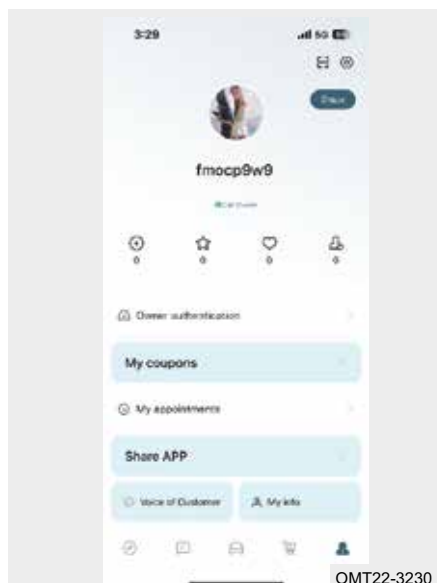 3:29
5G
fmocp9w9
0 0 0 0
Owner authentication
My coupons
My appointments
Share APP
Voice of Customer My info
OMT22-3230